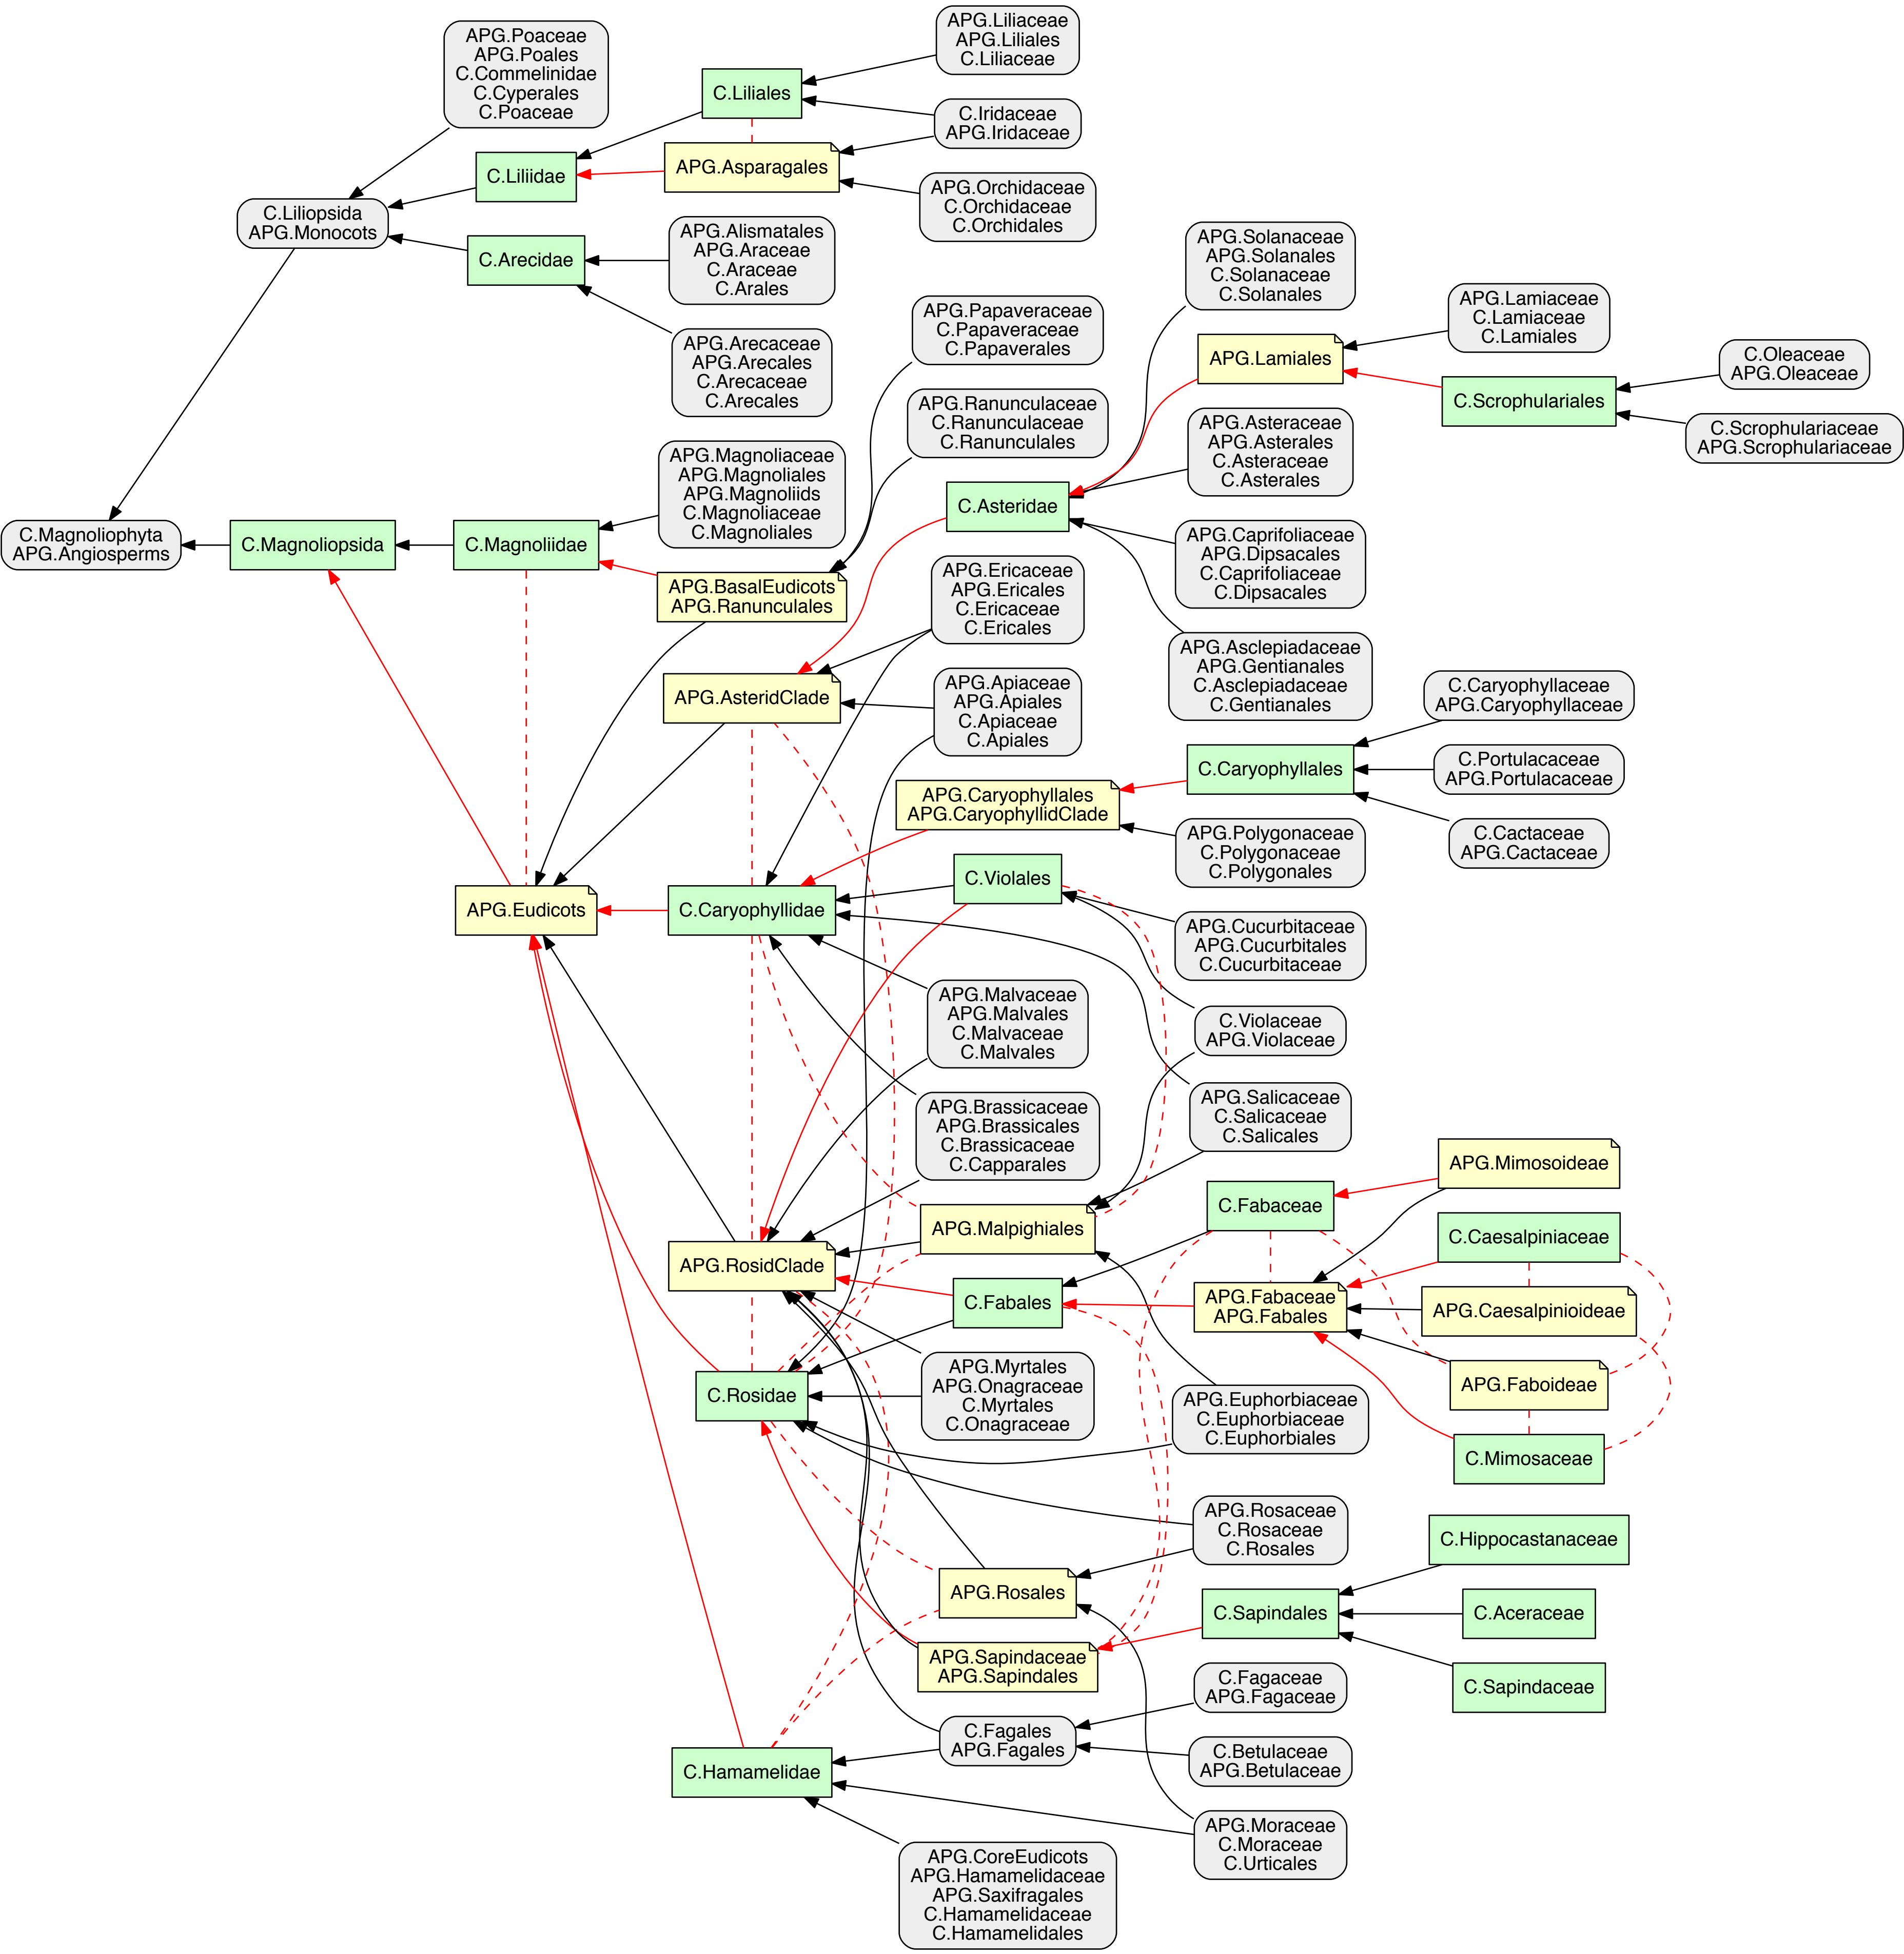 APG.Poaceae
APG.Poales
C.Commelinidae
C.Cyperales
C.Poaceae
C.Liliales
APG.Liliaceae
APG.Liliales
C.Liliaceae
C.Iridaceae
APG.Iridaceae
C.Liliidae
APG.Asparagales
APG.Orchidaceae
C.Orchidaceae
C.Orchidales
C.Liliopsida
APG.Monocots
C.Arecidae
APG.Alismatales
APG.Araceae
C.Araceae
C.Arales
APG.Arecaceae
APG.Arecales
C.Arecaceae
C.Arecales
APG.Papaveraceae
C.Papaveraceae
C.Papaverales
APG.Ranunculaceae
C.Ranunculaceae
C.Ranunculales
APG.Solanaceae
APG.Solanales
C.Solanaceae
C.Solanales
APG.Lamiales
APG.Lamiaceae
C.Lamiaceae
C.Lamiales
C.Scrophulariales
C.Oleaceae
APG.Oleaceae
C.Scrophulariaceae
APG.Scrophulariaceae
APG.Asteraceae
APG.Asterales
C.Asteraceae
C.Asterales
C.Asteridae
APG.Magnoliaceae
APG.Magnoliales
APG.Magnoliids
C.Magnoliaceae
C.Magnoliales
C.Magnoliophyta
APG.Angiosperms
C.Magnoliopsida
C.Magnoliidae
APG.BasalEudicots
APG.Ranunculales
APG.Caprifoliaceae
APG.Dipsacales
C.Caprifoliaceae
C.Dipsacales
APG.Ericaceae
APG.Ericales
C.Ericaceae
C.Ericales
APG.Asclepiadaceae
APG.Gentianales
C.Asclepiadaceae
C.Gentianales
APG.AsteridClade
APG.Apiaceae
APG.Apiales
C.Apiaceae
C.Apiales
C.Caryophyllaceae
APG.Caryophyllaceae
C.Caryophyllales
C.Portulacaceae
APG.Portulacaceae
APG.Caryophyllales
APG.CaryophyllidClade
C.Cactaceae
APG.Cactaceae
APG.Polygonaceae
C.Polygonaceae
C.Polygonales
C.Violales
APG.Eudicots
C.Caryophyllidae
APG.Cucurbitaceae
APG.Cucurbitales
C.Cucurbitaceae
APG.Malvaceae
APG.Malvales
C.Malvaceae
C.Malvales
C.Violaceae
APG.Violaceae
APG.Brassicaceae
APG.Brassicales
C.Brassicaceae
C.Capparales
APG.Salicaceae
C.Salicaceae
C.Salicales
APG.Mimosoideae
C.Fabaceae
APG.Malpighiales
C.Caesalpiniaceae
APG.RosidClade
C.Fabales
APG.Fabaceae
APG.Fabales
APG.Caesalpinioideae
APG.Faboideae
C.Rosidae
APG.Myrtales
APG.Onagraceae
C.Myrtales
C.Onagraceae
APG.Euphorbiaceae
C.Euphorbiaceae
C.Euphorbiales
C.Mimosaceae
APG.Rosaceae
C.Rosaceae
C.Rosales
C.Hippocastanaceae
APG.Rosales
C.Sapindales
C.Aceraceae
APG.Sapindaceae
APG.Sapindales
C.Sapindaceae
C.Fagaceae
APG.Fagaceae
C.Fagales
APG.Fagales
C.Betulaceae
APG.Betulaceae
C.Hamamelidae
APG.Moraceae
C.Moraceae
C.Urticales
APG.CoreEudicots
APG.Hamamelidaceae
APG.Saxifragales
C.Hamamelidaceae
C.Hamamelidales